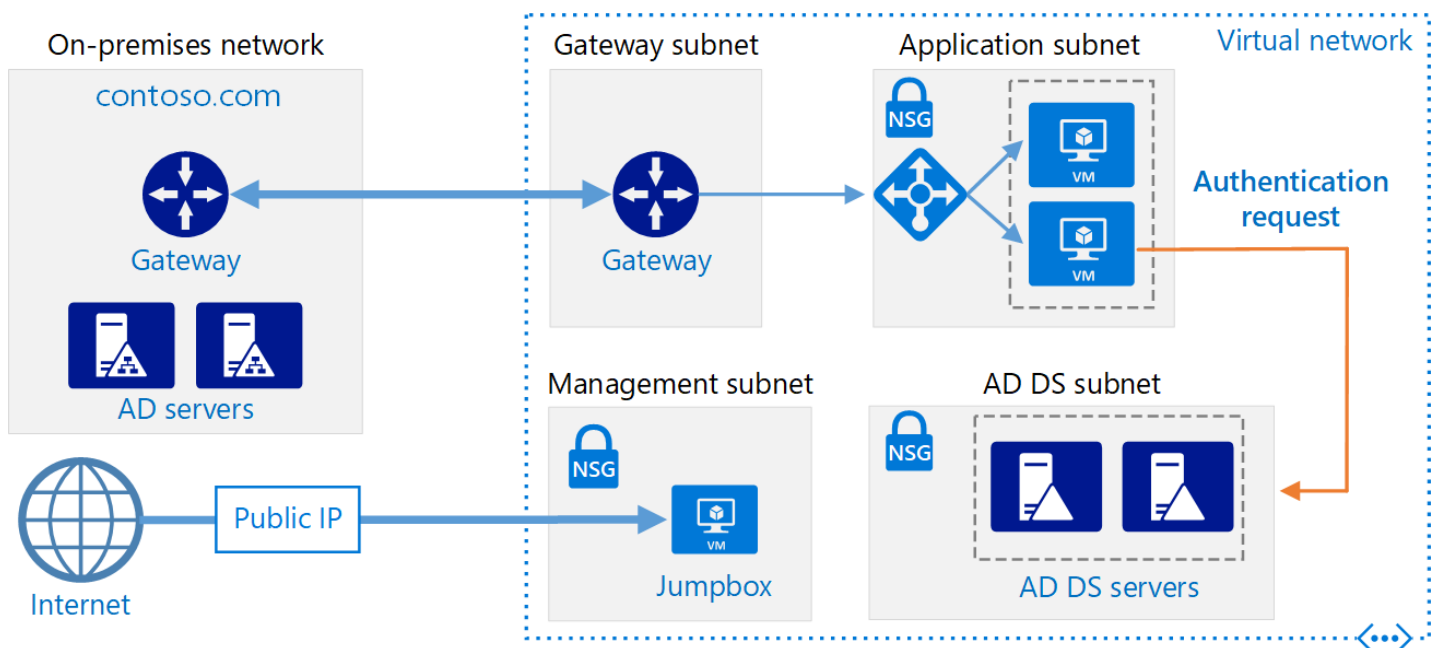 On-premises network
contoso.com
Gateway
AD servers
Internet
Public IP
Virtual network
Gateway subnet
Gateway
Application subnet
NSG
VM
VM
Authentication
request
Management subnet
NSG
VM
Jumpbox
AD DS subnet
NSG
AD DS servers